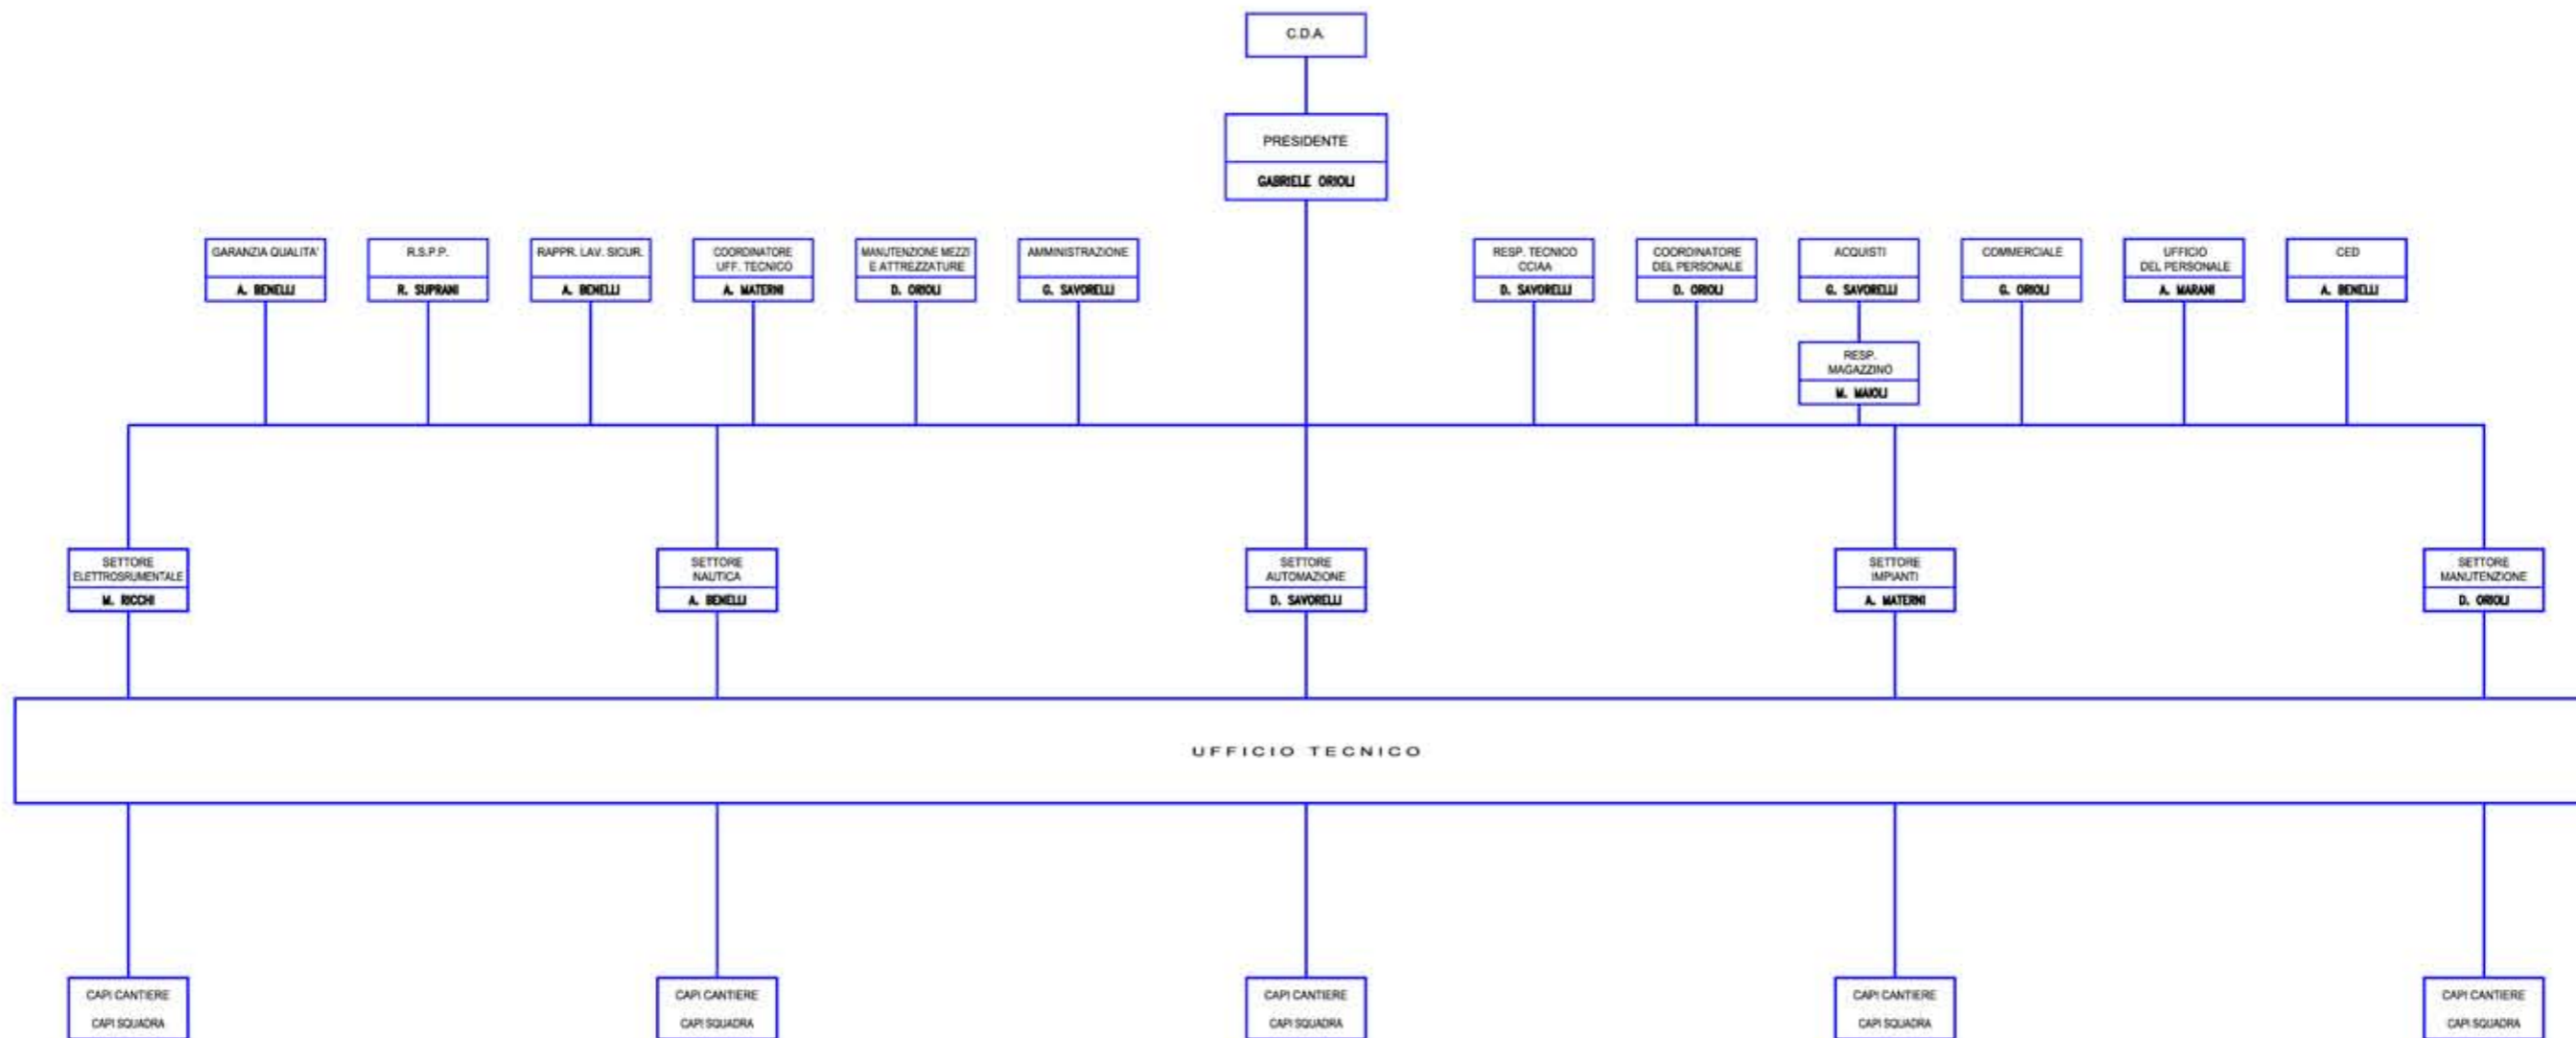 C.D.A.
PRESIDENTE
GABRIELE ORIOLI
GARANZIA QUALITA'
A. BENELLI
R.S.P.P.
R. SUPRANI
RAPPR. LAV. SICUR.
A. BENELLI
COORDINATORE
UFF. TECNICO
A. MATERNI
MANUTENZIONE MEZZI
E ATTREZZATURE
D. ORIOLI
AMMINISTRAZIONE
G. SAVORELLI
RESP. TECNICO
CCIAA
D. SAVORELLI
COORDINATORE
DEL PERSONALE
D. ORIOLI
ACQUISTI
G. SAVORELLI
RESP.
MAGAZZINO
M. MAIOLI
COMMERCIALE
G. ORIOLI
UFFICIO
DEL PERSONALE
A. MARANI
CED
A. BENELLI
SETTORE
ELETTROSRUMENTALE
M. RICCHI
SETTORE
NAUTICA
A. BENELLI
SETTORE
AUTOMAZIONE
D. SAVORELLI
SETTORE
IMPIANTI
A. MATERNI
SETTORE
MANUTENZIONE
D. ORIOLI
UFFICIO TECNICO
CAPI CANTIERE
CAPI SQUADRA
CAPI CANTIERE
CAPI SQUADRA
CAPI CANTIERE
CAPI SQUADRA
CAPI CANTIERE
CAPI SQUADRA
CAPI CANTIERE
CAPI SQUADRA